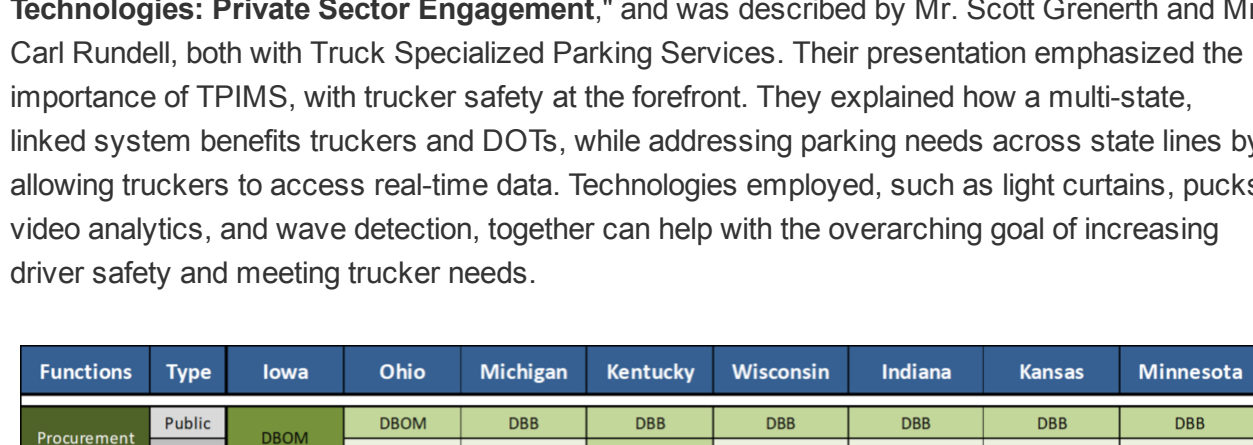 Technologies: Private Sector Engagement," and was described by Mr. Scott Grenerth and
Carl Rundell, both with Truck Specialized Parking Services. Their presentation emphasized the
importance of TPIMS, with trucker safety at the forefront. They explained how a multi-state,
linked system benefits truckers and DOTs, while addressing parking needs across state lines by
allowing truckers to access real-time data. Technologies employed, such as light curtains, pucks
video analytics, and wave detection, together can help with the overarching goal of increasing
driver safety and meeting trucker needs.
Functions Type Iowa Ohio Michigan Kentucky Wisconsin Indiana Kansas Minnesota
Procurement Public DBOM DBOM DBB DBB DBB DBB DBB DBB